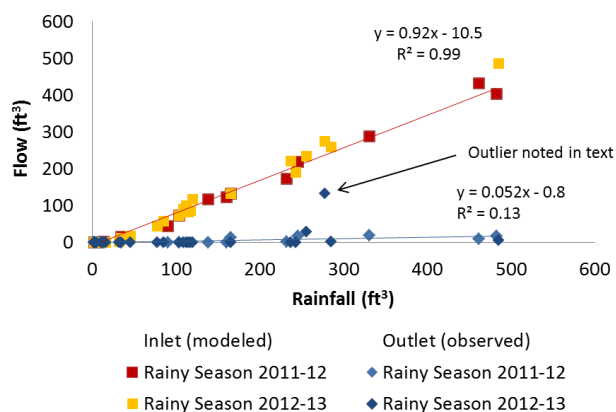 600
500
400
300
200
100
0
Flow (ft³)
y = 0.92x - 10.5
R² = 0.99
Outlier noted in text
y = 0.052x - 0.8
R² = 0.13
0 100 200 300 400 500 600
Rainfall (ft³)
Inlet (modeled) Outlet (observed)
Rainy Season 2011-12 Rainy Season 2011-12
Rainy Season 2012-13 Rainy Season 2012-13